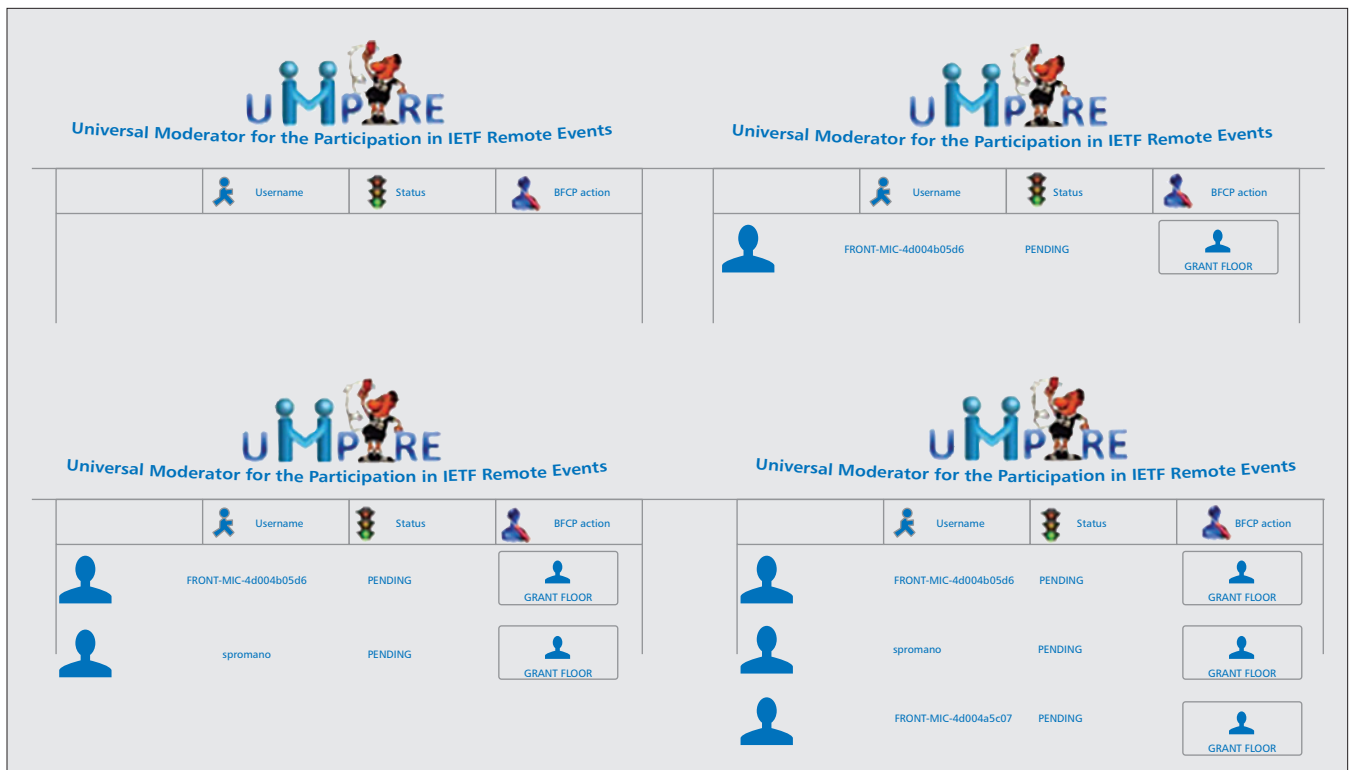 UMPIRE
Universal Moderator for the Participation in IETF Remote Events
Username Status BFCP action
UMPIRE
Universal Moderator for the Participation in IETF Remote Events
Username Status BFCP action
FRONT-MIC-4d004b05d6 PENDING GRANT FLOOR
UMPIRE
Universal Moderator for the Participation in IETF Remote Events
Username Status BFCP action
FRONT-MIC-4d004b05d6 PENDING GRANT FLOOR
spromano PENDING GRANT FLOOR
UMPIRE
Universal Moderator for the Participation in IETF Remote Events
Username Status BFCP action
FRONT-MIC-4d004b05d6 PENDING GRANT FLOOR
spromano PENDING GRANT FLOOR
FRONT-MIC-4d004a5c07 PENDING GRANT FLOOR